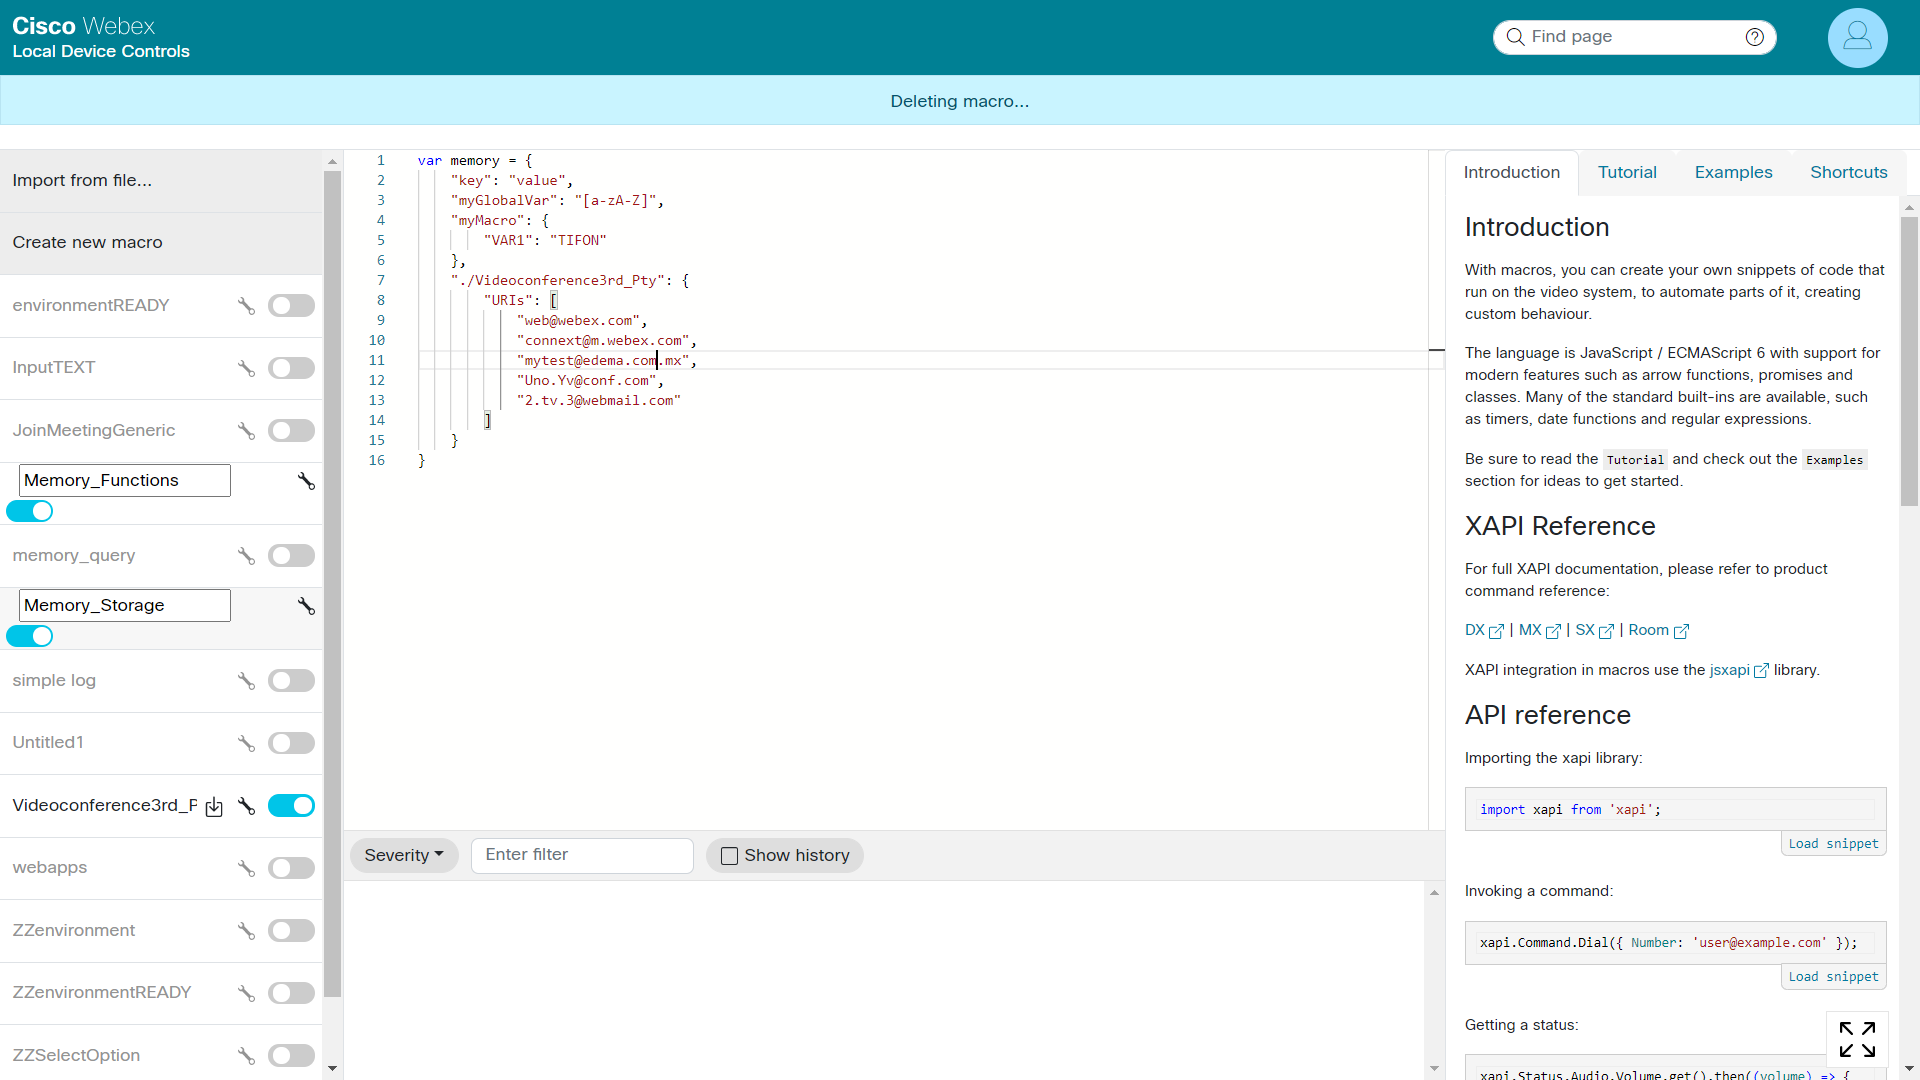 Cisco Webex
Local Device Controls
Find page
Deleting macro...
Import from file...
Create new macro
environmentREADY
InputTEXT
JoinMeetingGeneric
Memory_Functions
memory_query
Memory_Storage
simple log
Untitled1
Videoconference3rd_P
webapps
ZZenvironment
ZZenvironmentREADY
ZZSelectOption
1 var memory = {
2 "key": "value",
3 "myGlobalVar": "[a-zA-Z]",
4 "myMacro": {
5 "VAR1": "TIFON"
6 },
7 "./Videoconference3rd_Pty": {
8 "URIs": [
9 "web@webex.com",
10 "connext@m.webex.com",
11 "mytest@edema.com.mx",
12 "Uno.Yv@conf.com",
13 "2.tv.3@webmail.com"
14 ]
15 }
16 }
Severity
Enter filter
Show history
Introduction Tutorial Examples Shortcuts
Introduction
With macros, you can create your own snippets of code that
run on the video system, to automate parts of it, creating
custom behaviour.
The language is JavaScript / ECMAScript 6 with support for
modern features such as arrow functions, promises and
classes. Many of the standard built-ins are available, such
as timers, date functions and regular expressions.
Be sure to read the Tutorial and check out the Examples
section for ideas to get started.
XAPI Reference
For full XAPI documentation, please refer to product
command reference:
DX | MX | SX | Room
XAPI integration in macros use the jsxapi library.
API reference
Importing the xapi library:
import xapi from 'xapi';
Load snippet
Invoking a command:
xapi.Command.Dial({ Number: 'user@example.com' });
Load snippet
Getting a status:
xapi.Status.Audio.Volume.get().then((volume) => {